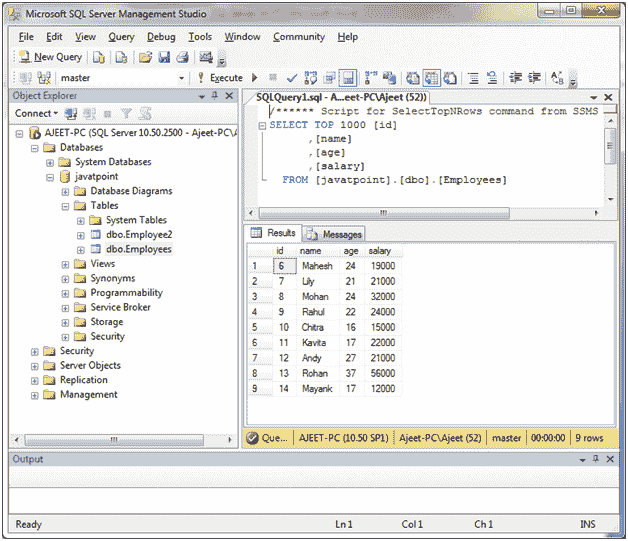 Microsoft SQL Server Management Studio
File Edit View Query Debug Tools Window Community Help
New Query
master Execute
Object Explorer
Connect
AJEET-PC (SQL Server 10.50.2500 - Ajeet-PC\A
Databases
System Databases
javatpoint
Database Diagrams
Tables
System Tables
dbo.Employee2
dbo.Employees
Views
Synonyms
Programmability
Service Broker
Storage
Security
Security
Server Objects
Replication
Management
SQLQuery1.sql - A...eet-PC\Ajeet (52))
/****** Script for SelectTopNRows command from SSMS
SELECT TOP 1000 [id]
,[name]
,[age]
,[salary]
FROM [javatpoint].[dbo].[Employees]
Results Messages
id name age salary
1 6 Mahesh 24 19000
2 7 Lily 21 21000
3 8 Mohan 24 32000
4 9 Rahul 22 24000
5 10 Chitra 16 15000
6 11 Kavita 17 22000
7 12 Andy 27 21000
8 13 Rohan 37 56000
9 14 Mayank 17 12000
Que... AJEET-PC (10.50 SP1) Ajeet-PC\Ajeet (52) master 00:00:00 9 rows
Output
Ready Ln 1 Col 1 Ch 1 INS